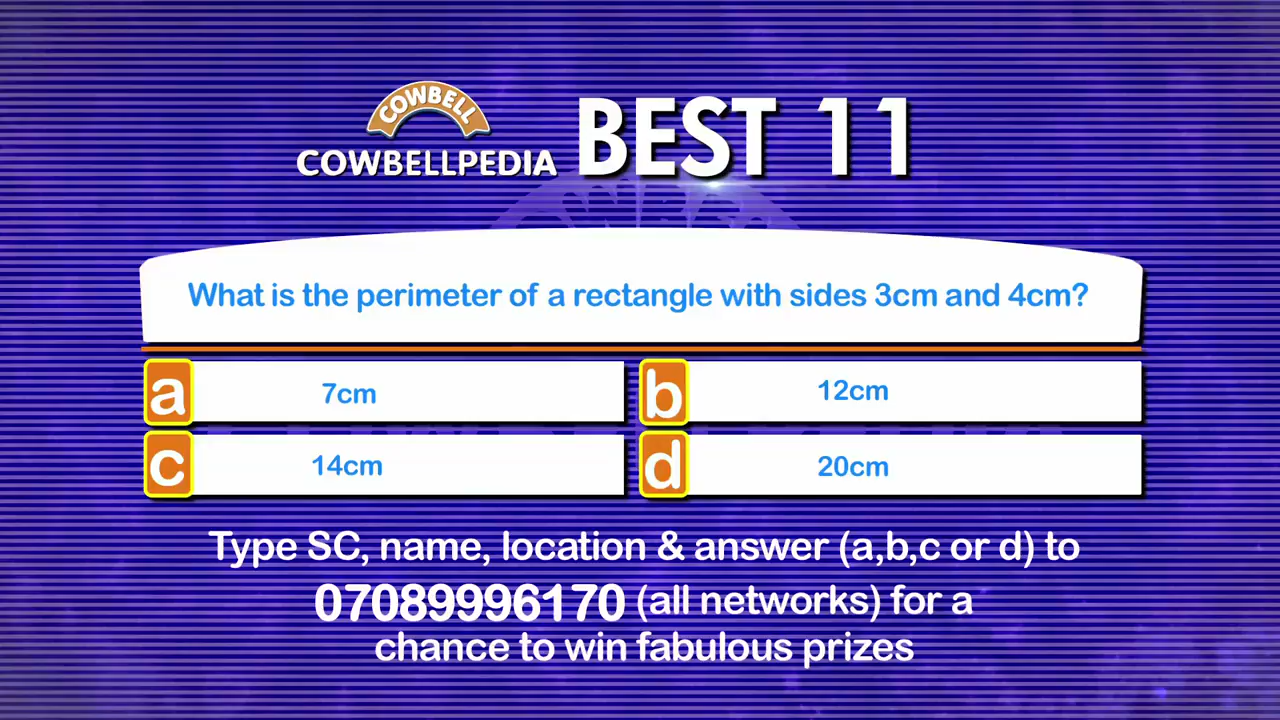 COWBELL
COWBELLPEDIA BEST 11
What is the perimeter of a rectangle with sides 3cm and 4cm?
a 7cm
b 12cm
c 14cm
d 20cm
Type SC, name, location & answer (a,b,c or d) to
07089996170 (all networks) for a
chance to win fabulous prizes